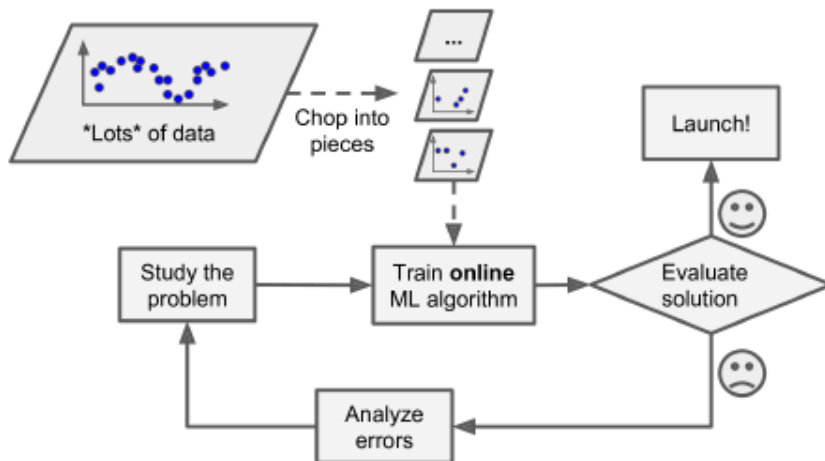 *Lots* of data
Chop into
pieces
...
Launch!
Study the
problem
Train online
ML algorithm
Evaluate
solution
Analyze
errors